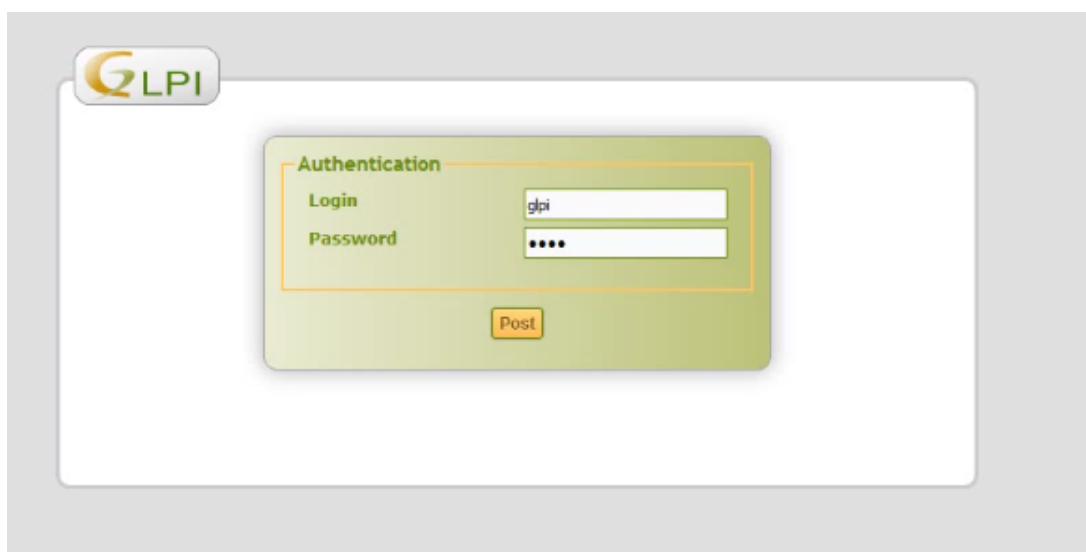 GLPI
Authentication
Login glpi
Password ••••
Post